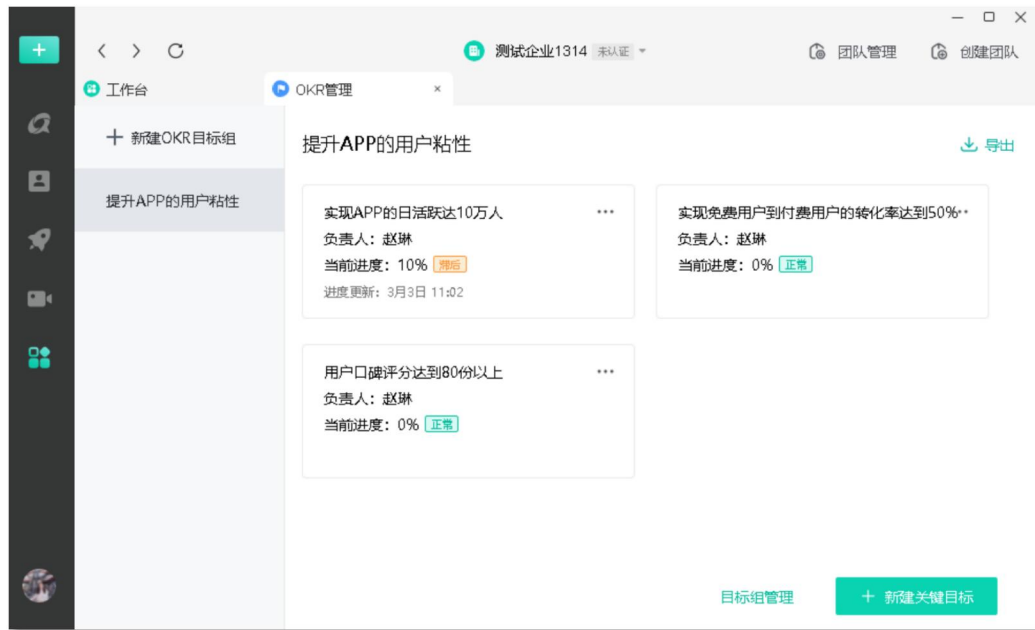 测试企业1314 未认证
团队管理
创建团队
工作台
OKR管理
新建OKR目标组
提升APP的用户粘性
提升APP的用户粘性
导出
实现APP的日活跃达10万人
负责人：赵琳
当前进度：10% 滞后
进度更新：3月3日 11:02
实现免费用户到付费用户的转化率达到50%
负责人：赵琳
当前进度：0% 正常
用户口碑评分达到80份以上
负责人：赵琳
当前进度：0% 正常
目标组管理
+ 新建关键目标